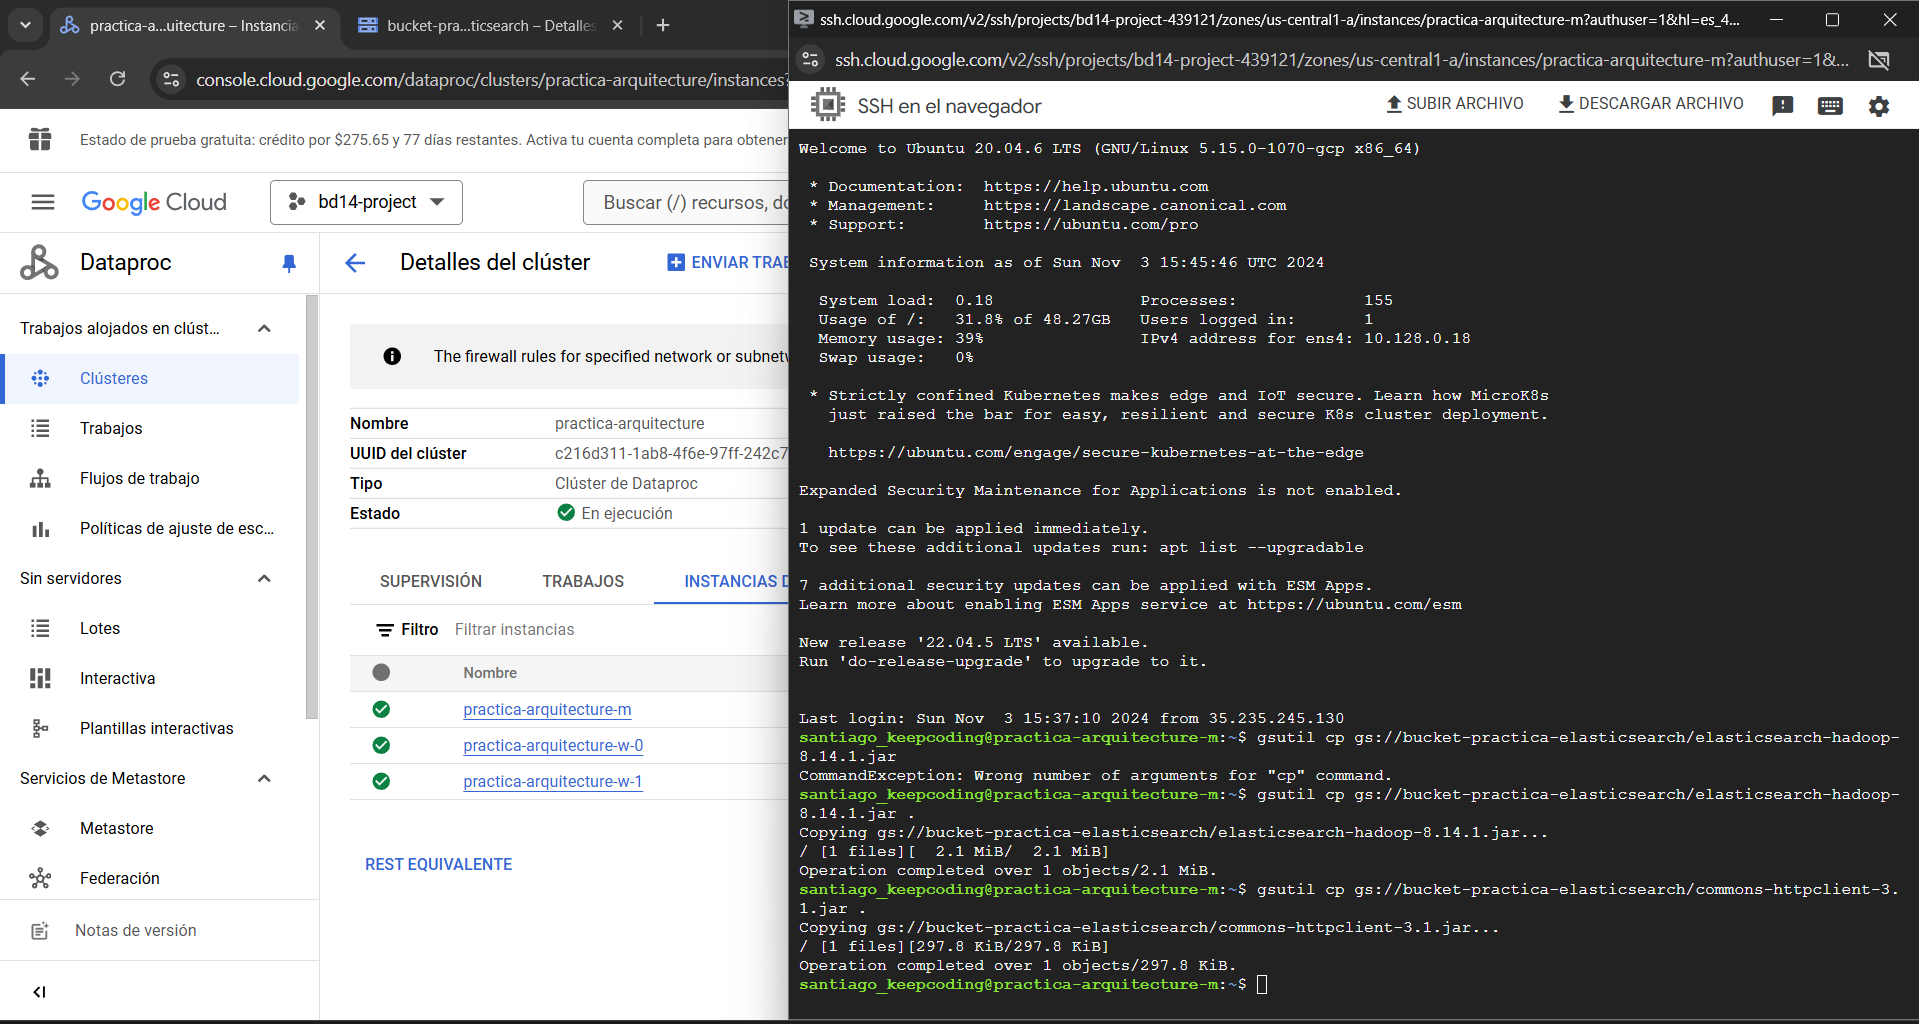 practica-a...uitecture – Instancia
bucket-pra...ticsearch – Detalles
console.cloud.google.com/dataproc/clusters/practica-arquitecture/instances?
Estado de prueba gratuita: crédito por $275.65 y 77 días restantes. Activa tu cuenta completa para obtener
Google Cloud
bd14-project
Buscar (/) recursos, do
Dataproc
Detalles del clúster
ENVIAR TRA
Trabajos alojados en clúst...
Clústeres
Trabajos
Flujos de trabajo
Políticas de ajuste de esc...
Sin servidores
Lotes
Interactiva
Plantillas interactivas
Servicios de Metastore
Metastore
Federación
Notas de versión
The firewall rules for specified network or subnetw
Nombre practica-arquitecture
UUID del clúster c216d311-1ab8-4f6e-97ff-242c7
Tipo Clúster de Dataproc
Estado En ejecución
SUPERVISIÓN TRABAJOS INSTANCIAS D
Filtro Filtrar instancias
Nombre
practica-arquitecture-m
practica-arquitecture-w-0
practica-arquitecture-w-1
REST EQUIVALENTE
ssh.cloud.google.com/v2/ssh/projects/bd14-project-439121/zones/us-central1-a/instances/practica-arquitecture-m?authuser=1&hl=es_4...
ssh.cloud.google.com/v2/ssh/projects/bd14-project-439121/zones/us-central1-a/instances/practica-arquitecture-m?authuser=1&...
SSH en el navegador
SUBIR ARCHIVO
DESCARGAR ARCHIVO
Welcome to Ubuntu 20.04.6 LTS (GNU/Linux 5.15.0-1070-gcp x86_64)
* Documentation: https://help.ubuntu.com
* Management: https://landscape.canonical.com
* Support: https://ubuntu.com/pro
System information as of Sun Nov 3 15:45:46 UTC 2024
System load: 0.18 Processes: 155
Usage of /: 31.8% of 48.27GB Users logged in: 1
Memory usage: 39% IPv4 address for ens4: 10.128.0.18
Swap usage: 0%
* Strictly confined Kubernetes makes edge and IoT secure. Learn how MicroK8s
just raised the bar for easy, resilient and secure K8s cluster deployment.
https://ubuntu.com/engage/secure-kubernetes-at-the-edge
Expanded Security Maintenance for Applications is not enabled.
1 update can be applied immediately.
To see these additional updates run: apt list --upgradable
7 additional security updates can be applied with ESM Apps.
Learn more about enabling ESM Apps service at https://ubuntu.com/esm
New release '22.04.5 LTS' available.
Run 'do-release-upgrade' to upgrade to it.
Last login: Sun Nov 3 15:37:10 2024 from 35.235.245.130
santiago_keepcoding@practica-arquitecture-m:~$ gsutil cp gs://bucket-practica-elasticsearch/elasticsearch-hadoop-
8.14.1.jar
CommandException: Wrong number of arguments for "cp" command.
santiago_keepcoding@practica-arquitecture-m:~$ gsutil cp gs://bucket-practica-elasticsearch/elasticsearch-hadoop-
8.14.1.jar .
Copying gs://bucket-practica-elasticsearch/elasticsearch-hadoop-8.14.1.jar...
/ [1 files][ 2.1 MiB/ 2.1 MiB]
Operation completed over 1 objects/2.1 MiB.
santiago_keepcoding@practica-arquitecture-m:~$ gsutil cp gs://bucket-practica-elasticsearch/commons-httpclient-3.
1.jar .
Copying gs://bucket-practica-elasticsearch/commons-httpclient-3.1.jar...
/ [1 files][297.8 KiB/297.8 KiB]
Operation completed over 1 objects/297.8 KiB.
santiago_keepcoding@practica-arquitecture-m:~$